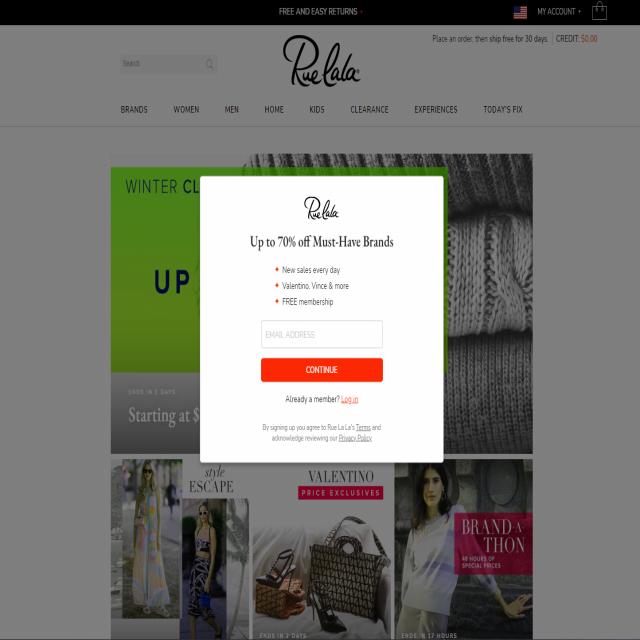 FREE AND EASY RETURNS
MY ACCOUNT
Search
Rue La La
Place an order, then ship free for 30 days
CREDIT: $0.00
BRANDS
WOMEN
MEN
HOME
KIDS
CLEARANCE
EXPERIENCES
TODAY'S FIX
WINTER CL
UP
ENDS IN 2 DAYS
Starting at $
Rue La La
Up to 70% off Must-Have Brands
New sales every day
Valentino, Vince & more
FREE membership
EMAIL ADDRESS
CONTINUE
Already a member? Log in
By signing up you agree to Rue La La's Terms and
acknowledge reviewing our Privacy Policy
style
ESCAPE
VALENTINO
PRICE EXCLUSIVES
ENDS IN 2 DAYS
BRAND-A-
THON
48 HOURS OF
SPECIAL PRICES
ENDS IN 17 HOURS